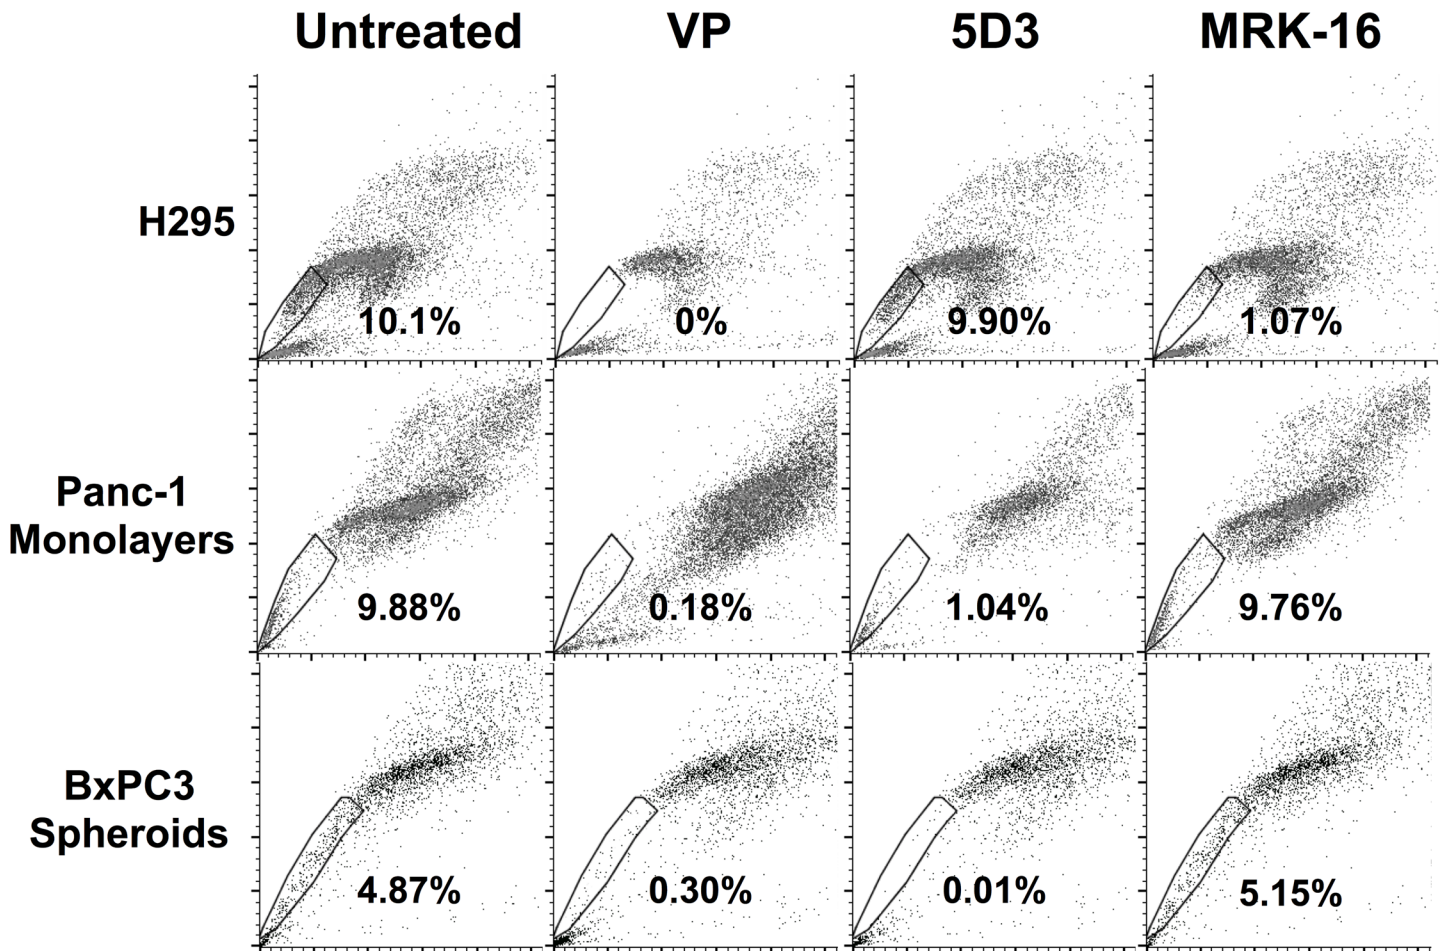 Untreated VP 5D3 MRK-16
H295
10.1% 0% 9.90% 1.07%
Panc-1
Monolayers
9.88% 0.18% 1.04% 9.76%
BxPC3
Spheroids
4.87% 0.30% 0.01% 5.15%